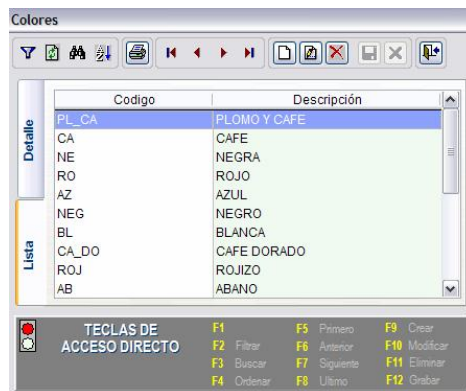 Colores
Codigo Descripción
PL_CA PLOMO Y CAFE
CA CAFE
NE NEGRA
RO ROJO
AZ AZUL
NEG NEGRO
BL BLANCA
CA_DO CAFE DORADO
ROJ ROJIZO
AB ABANO
Detalle
Lista
TECLAS DE
ACCESO DIRECTO
F1 F5 Primero F9 Crear
F2 Filtrar F6 Anterior F10 Modificar
F3 Buscar F7 Siguiente F11 Eliminar
F4 Ordenar F8 Ultimo F12 Grabar